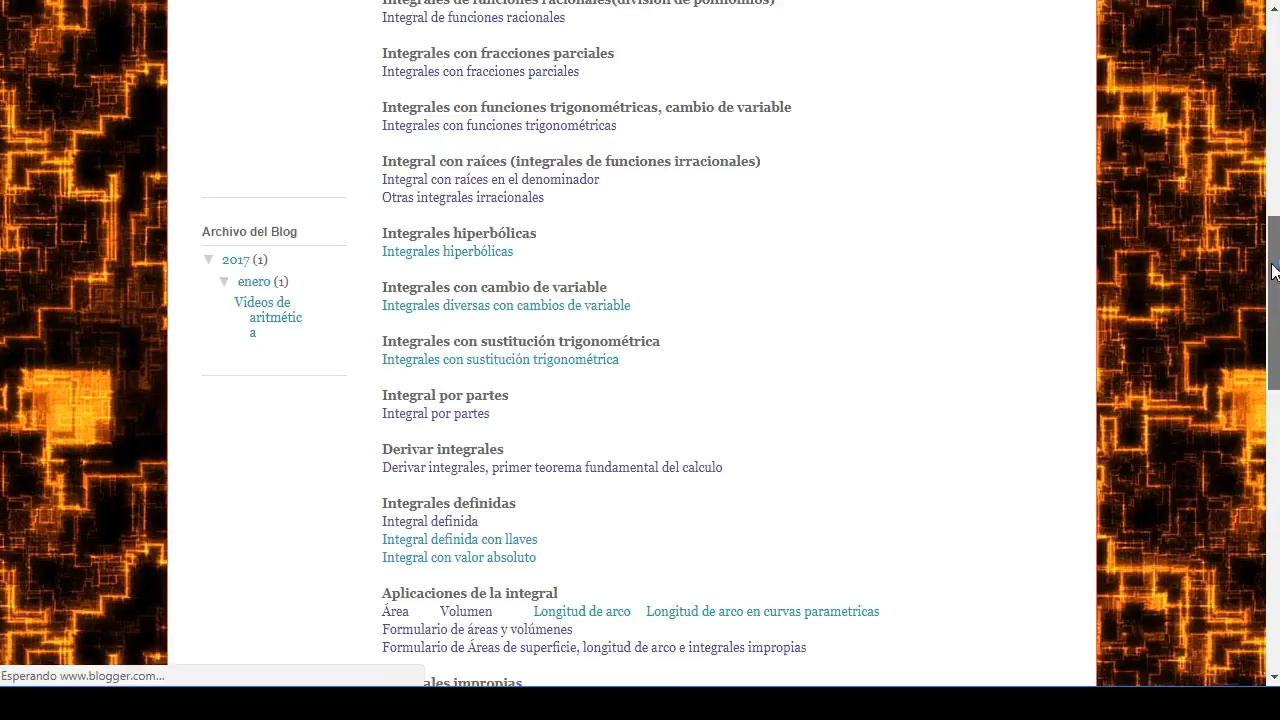 Integrales de funciones racionales(división de polinomios)
Integral de funciones racionales
Integrales con fracciones parciales
Integrales con fracciones parciales
Integrales con funciones trigonométricas, cambio de variable
Integrales con funciones trigonométricas
Integral con raíces (integrales de funciones irracionales)
Integral con raíces en el denominador
Otras integrales irracionales
Archivo del Blog
▼ 2017 (1)
▼ enero (1)
Videos de
aritmétic
a
Integrales hiperbólicas
Integrales hiperbólicas
Integrales con cambio de variable
Integrales diversas con cambios de variable
Integrales con sustitución trigonométrica
Integrales con sustitución trigonométrica
Integral por partes
Integral por partes
Derivar integrales
Derivar integrales, primer teorema fundamental del calculo
Integrales definidas
Integral definida
Integral definida con llaves
Integral con valor absoluto
Aplicaciones de la integral
Área Volumen Longitud de arco Longitud de arco en curvas parametricas
Formulario de áreas y volúmenes
Formulario de Áreas de superficie, longitud de arco e integrales impropias
ales impropias
Esperando www.blogger.com...